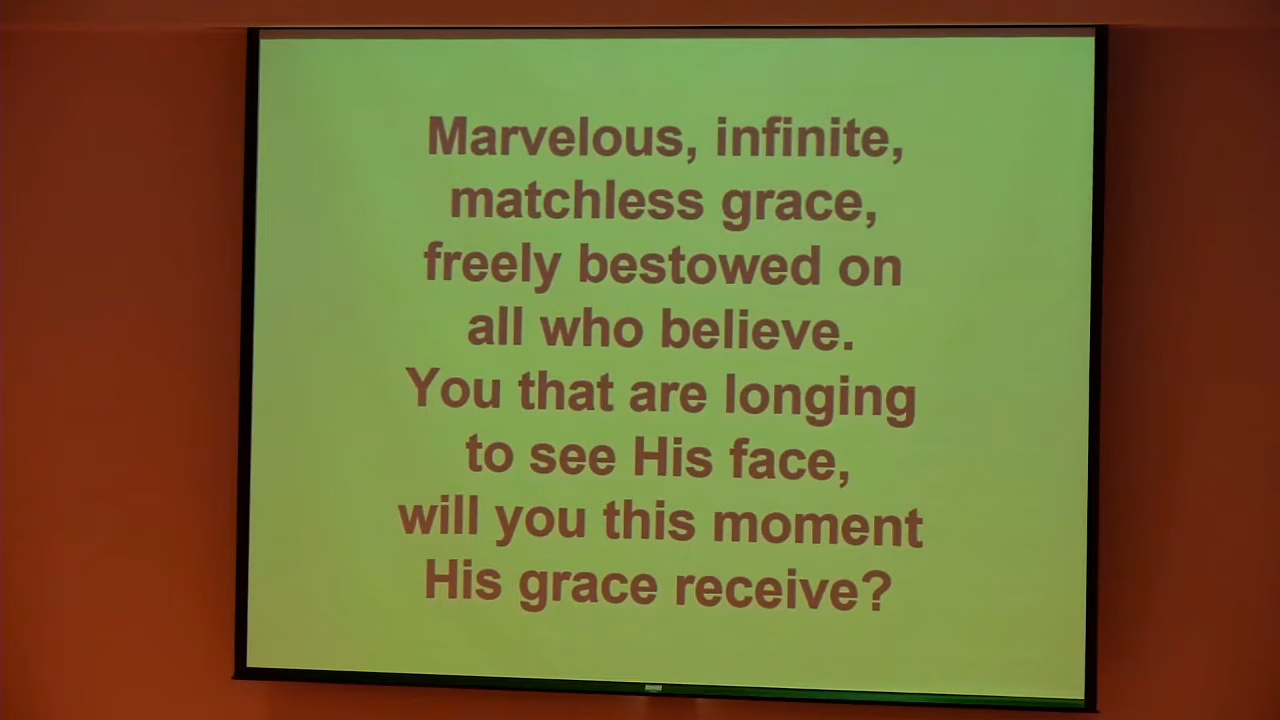 Marvelous, infinite,
matchless grace,
freely bestowed on
all who believe.
You that are longing
to see His face,
will you this moment
His grace receive?